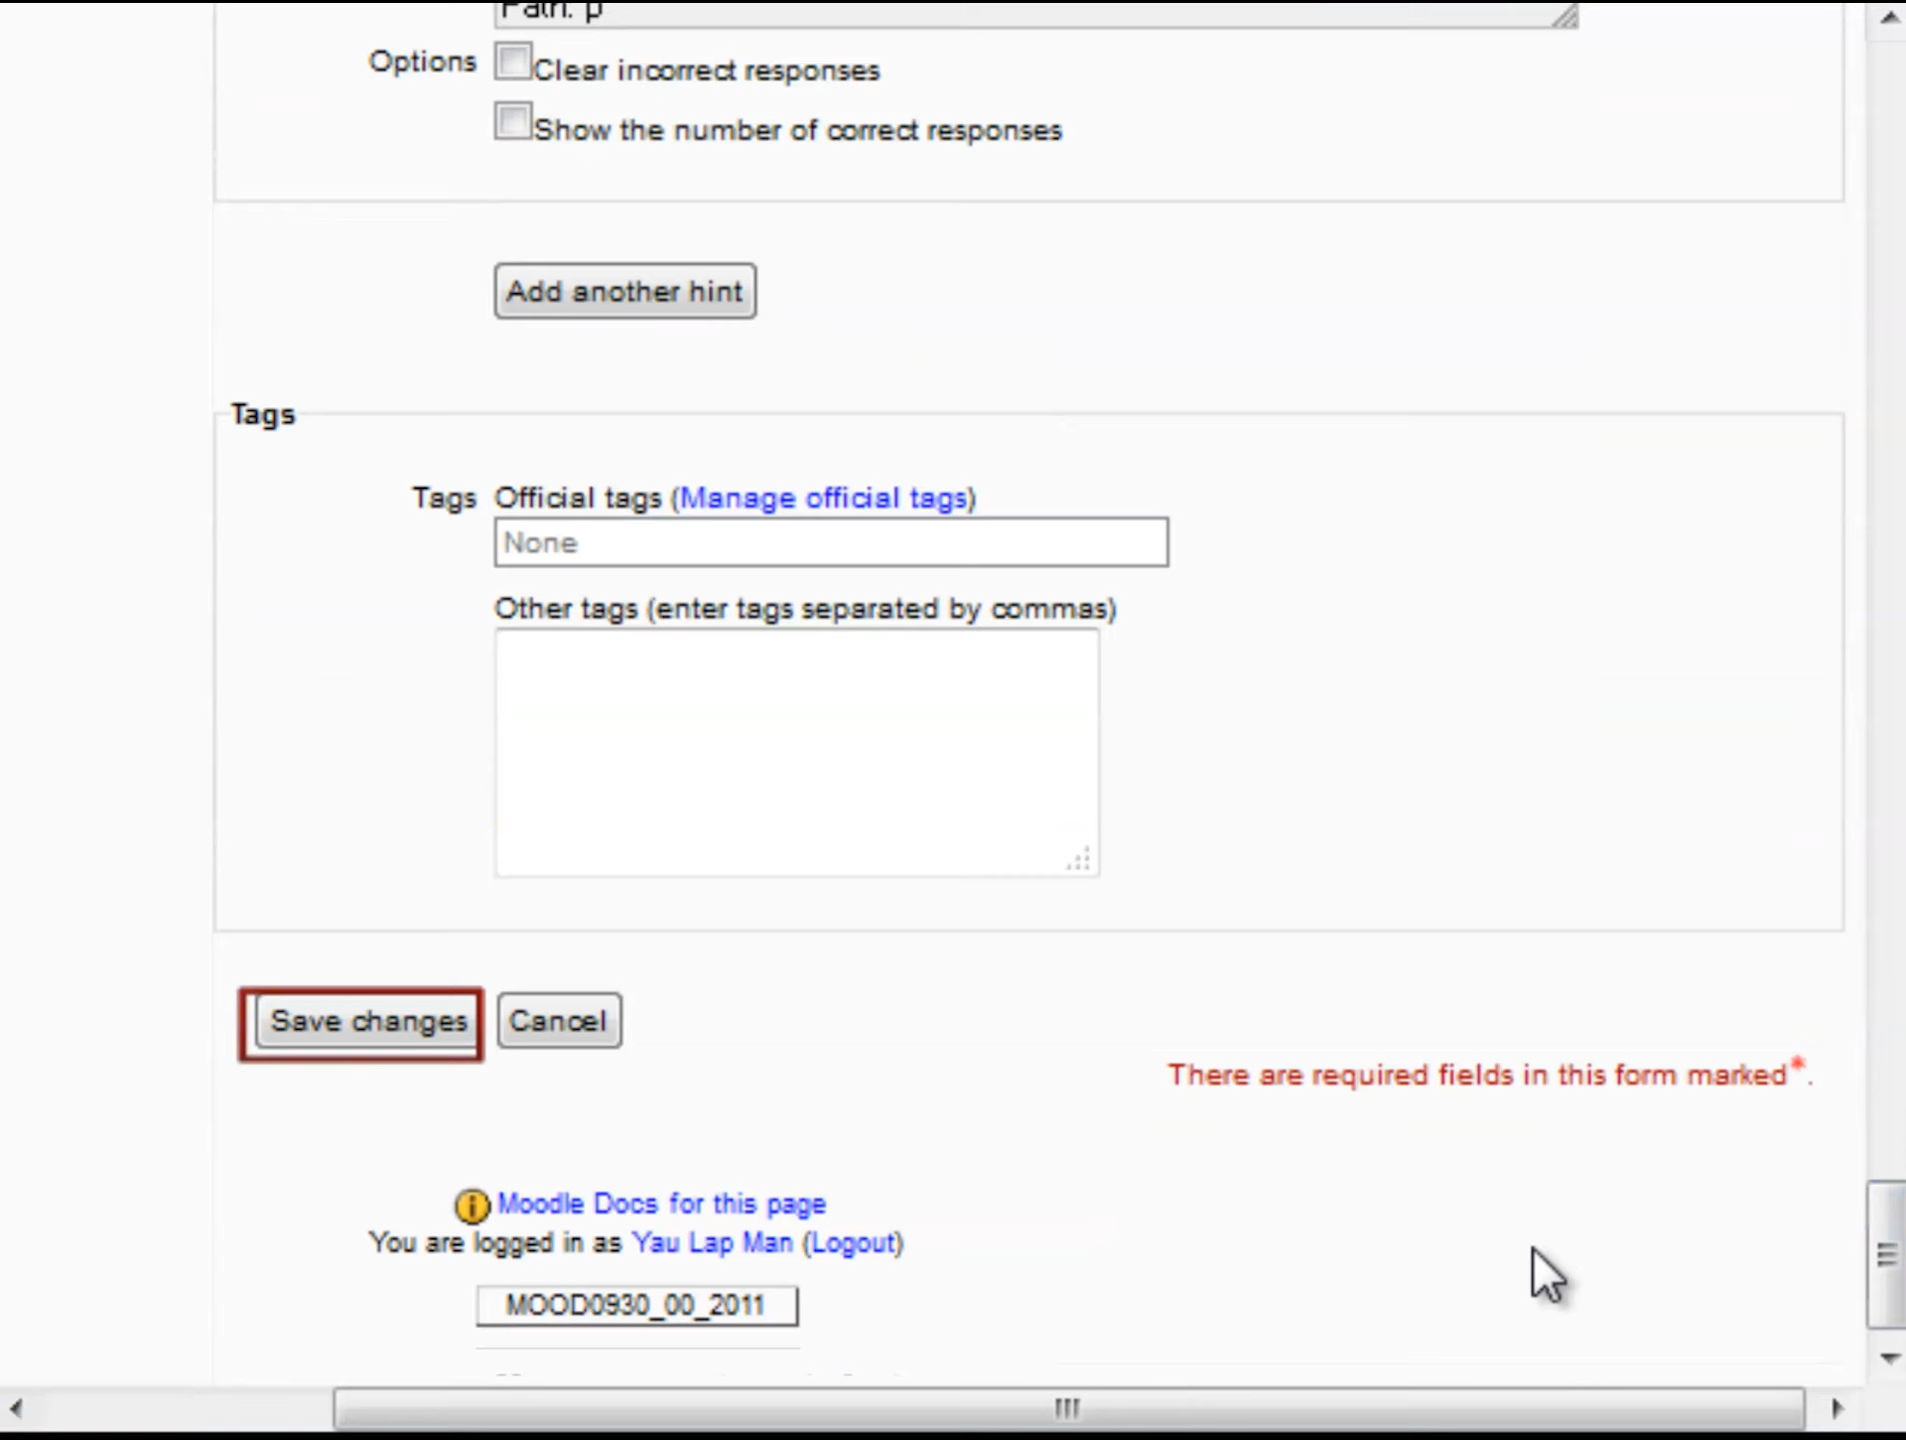 Path: p
Options
Clear incorrect responses
Show the number of correct responses
Add another hint
Tags
Tags Official tags (Manage official tags)
None
Other tags (enter tags separated by commas)
Save changes Cancel
There are required fields in this form marked*.
Moodle Docs for this page
You are logged in as Yau Lap Man (Logout)
MOOD0930_00_2011